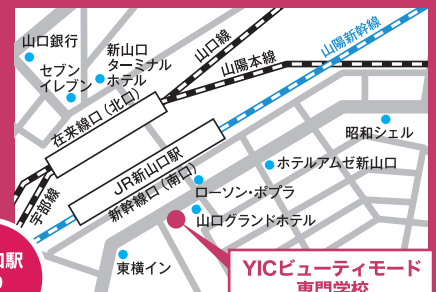 山口銀行
セブン
イレブン
新山口
ターミナル
ホテル
山口線
山陽本線
山陽新幹線
在来線口（北口）
JR新山口駅
新幹線口（南口）
宇部線
昭和シェル
ホテルアムゼ新山口
ローソン・ポプラ
山口グランドホテル
東横イン
口駅
YICビューティモード
専門学校